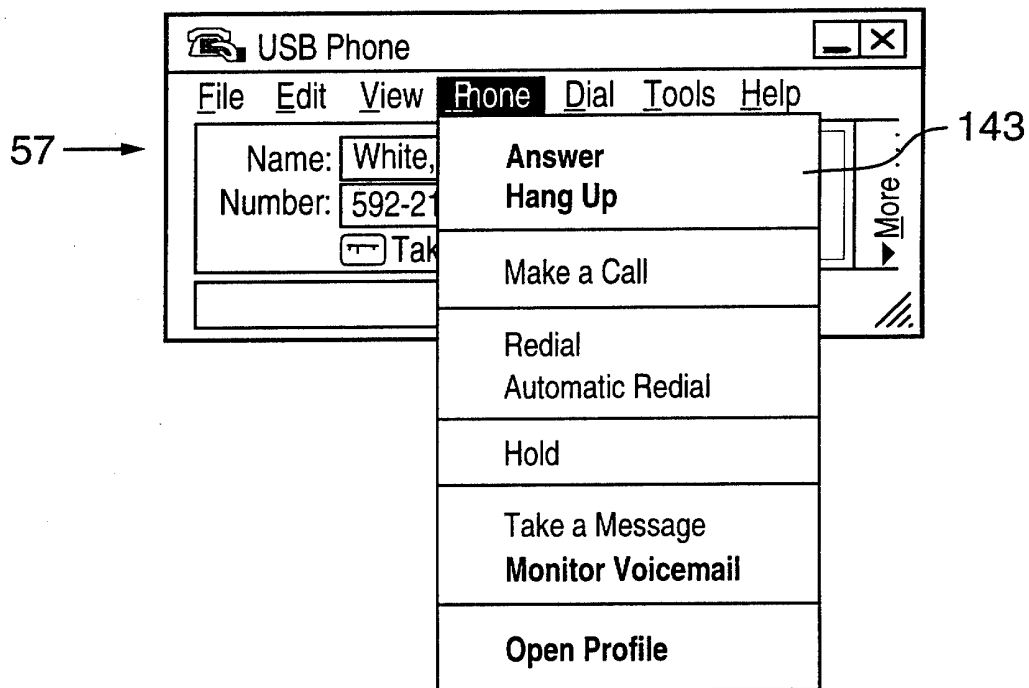 USB Phone
File Edit View Phone Dial Tools Help
57
143
Name: White,
Number: 592-21
Tak
More . . .
Answer
Hang Up
Make a Call
Redial
Automatic Redial
Hold
Take a Message
Monitor Voicemail
Open Profile